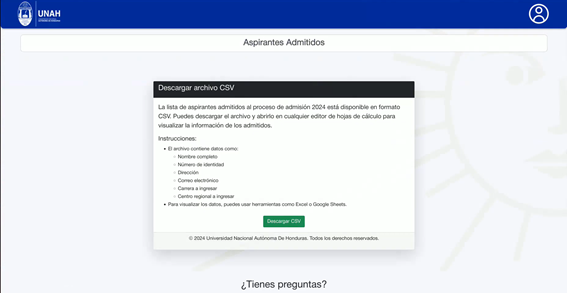 UNAH
Aspirantes Admitidos
Descargar archivo CSV
La lista de aspirantes admitidos al proceso de admisión 2024 está disponible en formato
CSV. Puedes descargar el archivo y abrirlo en cualquier editor de hojas de cálculo para
visualizar la información de los admitidos.
Instrucciones:
• El archivo contiene datos como:
◦ Nombre completo
◦ Número de identidad
◦ Dirección
◦ Correo electrónico
◦ Carrera a ingresar
◦ Centro regional a ingresar
• Para visualizar los datos, puedes usar herramientas como Excel o Google Sheets.
Descargar CSV
© 2024 Universidad Nacional Autónoma De Honduras. Todos los derechos reservados.
¿Tienes preguntas?